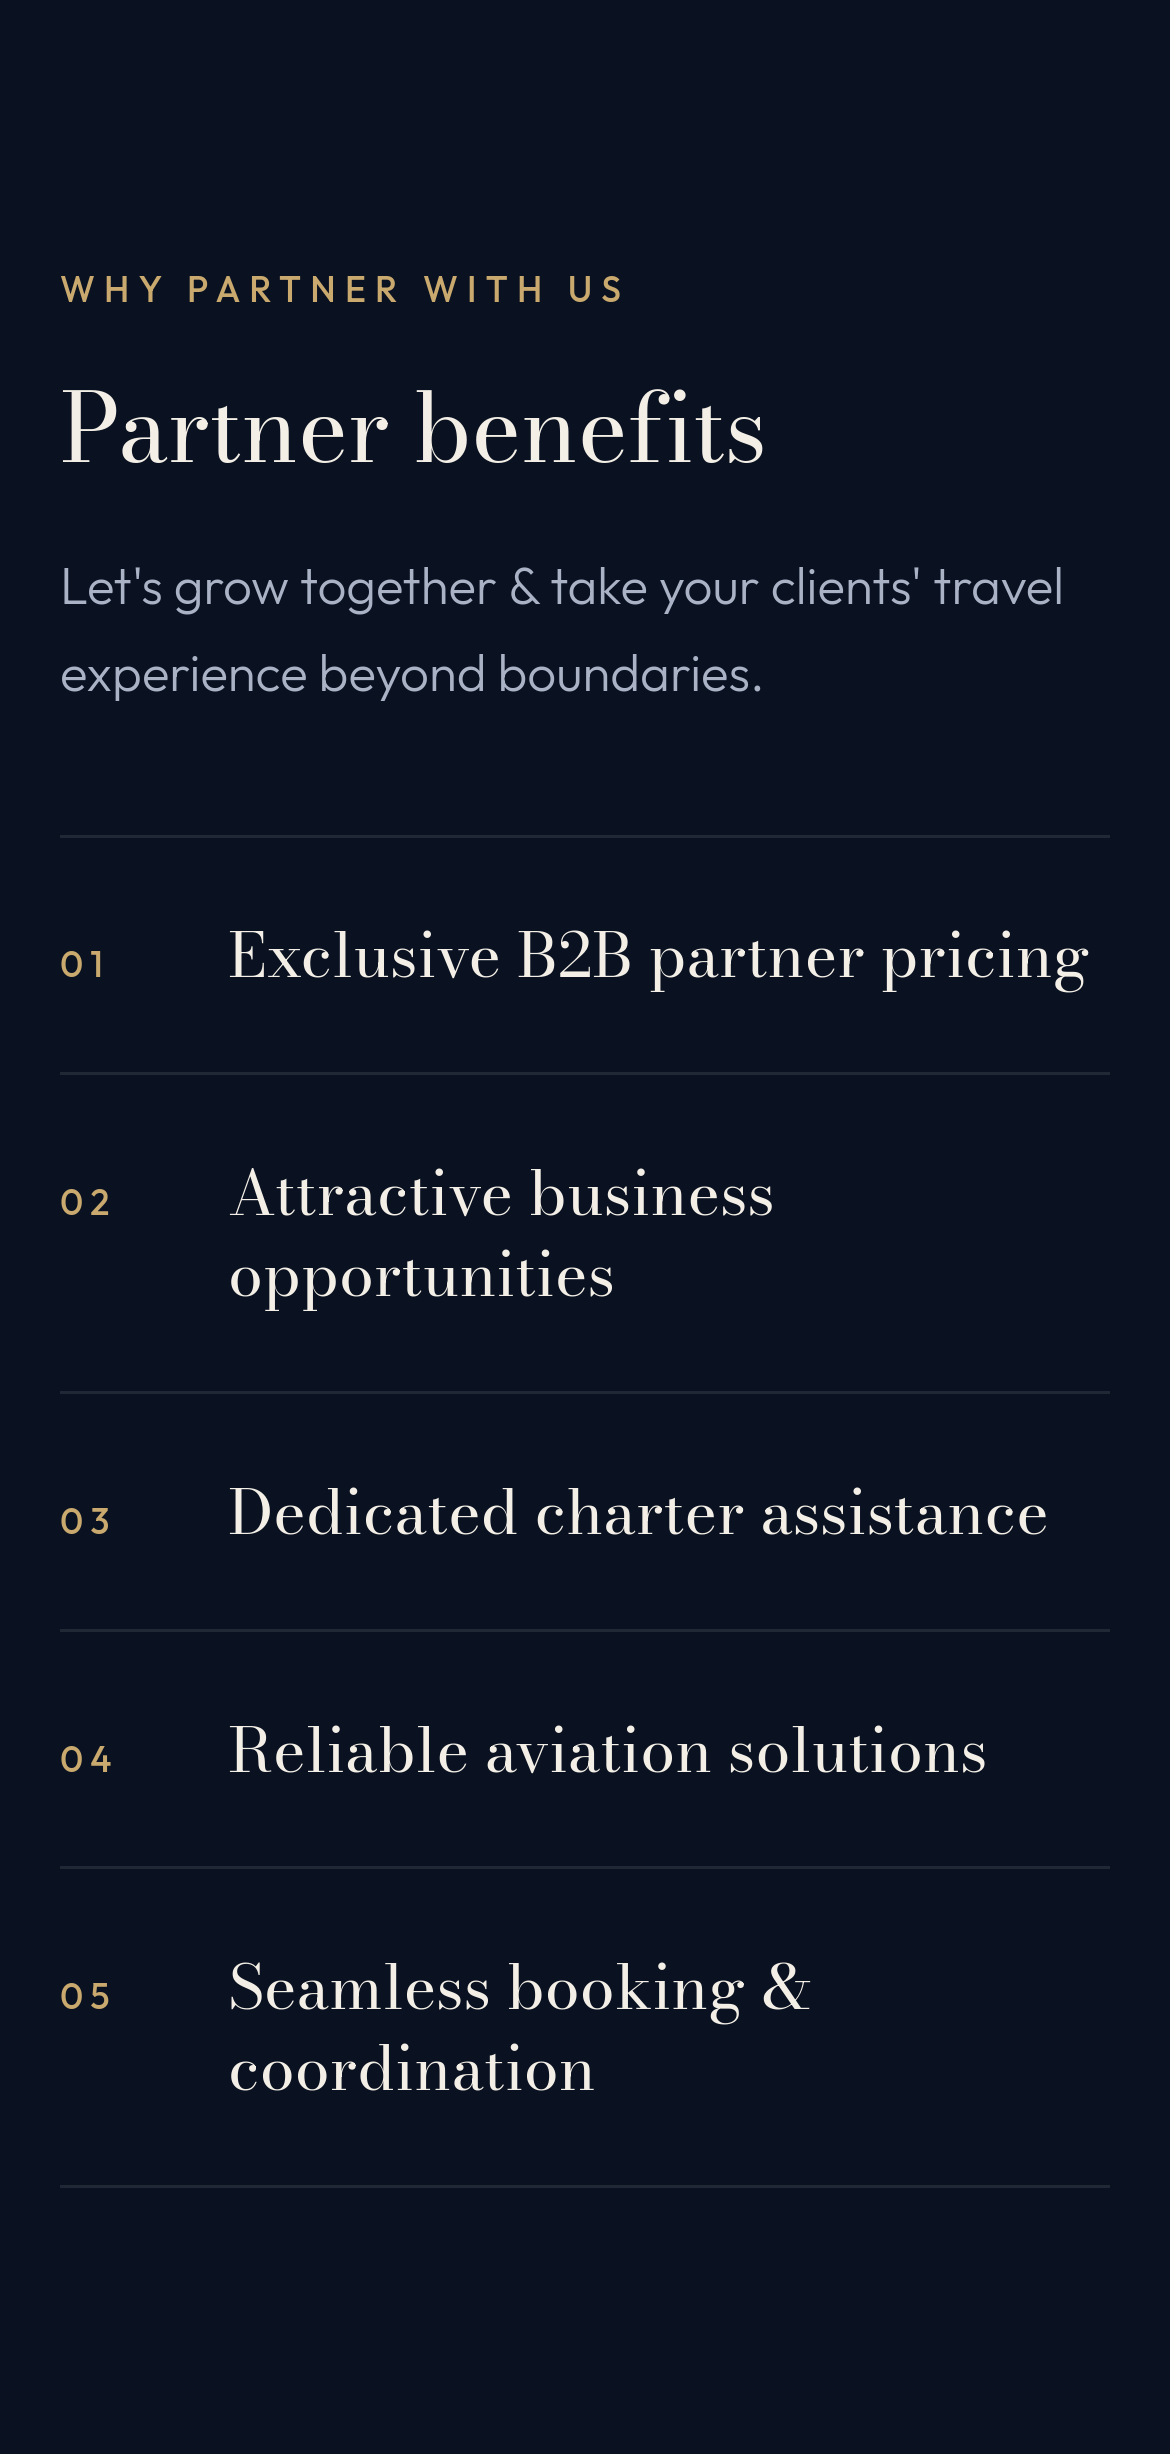 WHY PARTNER WITH US
Partner benefits
Let's grow together & take your clients' travel
experience beyond boundaries.
01 Exclusive B2B partner pricing
02 Attractive business
opportunities
03 Dedicated charter assistance
04 Reliable aviation solutions
05 Seamless booking &
coordination